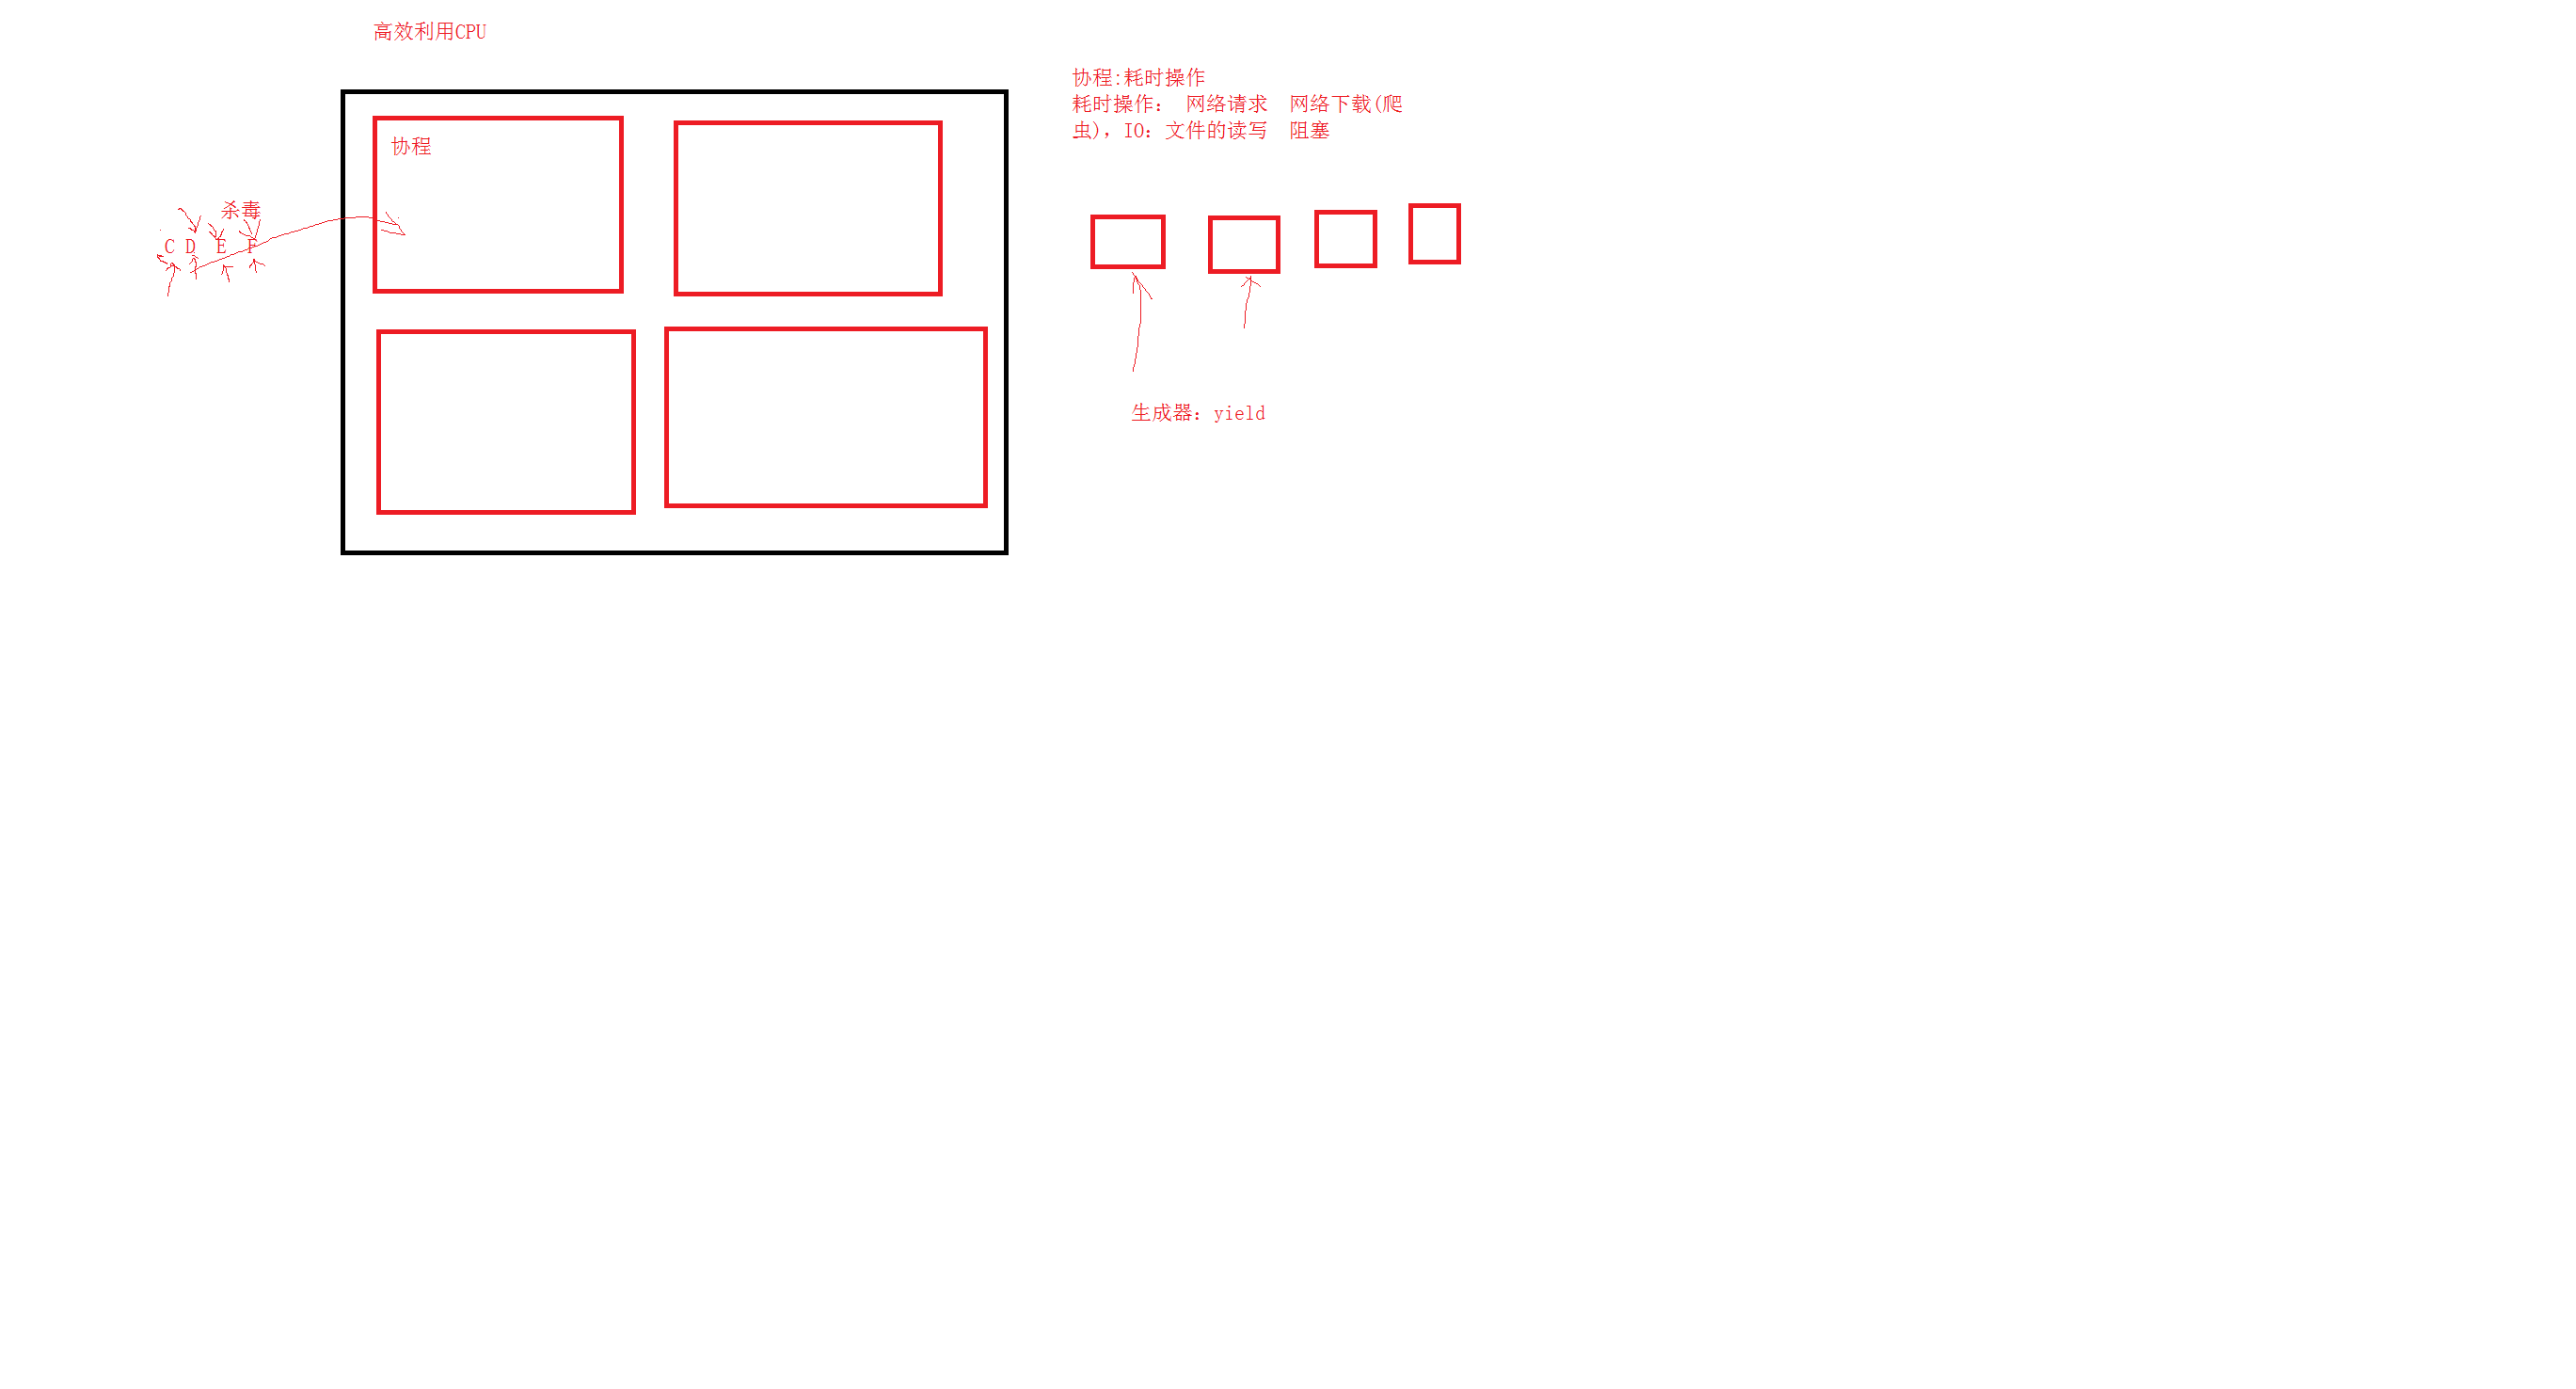 高效利用CPU
协程:耗时操作
耗时操作： 网络请求  网络下载(爬
虫)，IO：文件的读写  阻塞
协程
杀毒
C D  E  F
生成器：yield